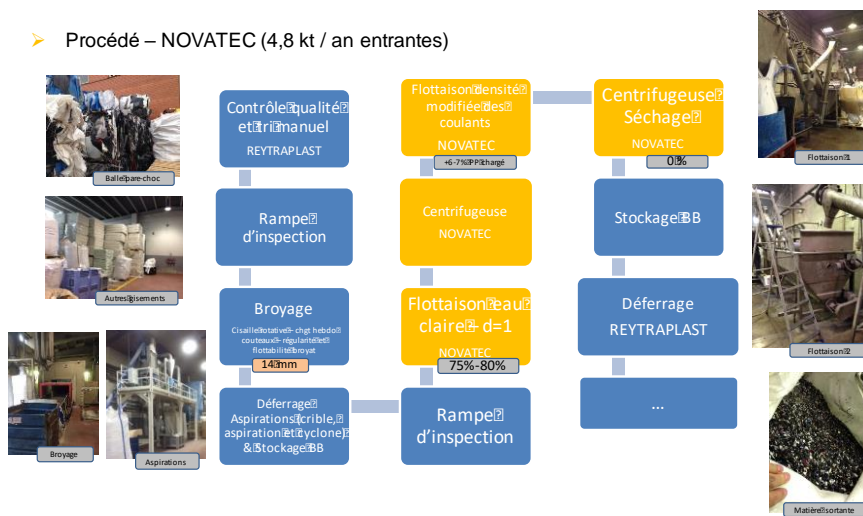 ➢ Procédé – NOVATEC (4,8 kt / an entrantes)
Balle pare-choc
Autres gisements
Broyage
Aspirations
Contrôle qualité
et tri manuel
REYTRAPLAST
Rampe
d’inspection
Broyage
Cisaille rotative – chgt hebdo
couteaux – régularité et
flottabilité broyat
14 mm
Déferrage
Aspirations (crible,
aspiration et cyclone)
& Stockage BB
Flottaison densité
modifiée des
coulants
NOVATEC
+6-7% PP chargé
Centrifugeuse
NOVATEC
Flottaison eau
claire – d=1
NOVATEC
75%-80%
Rampe
d’inspection
Centrifugeuse
Séchage
NOVATEC
0 %
Stockage BB
Déferrage
REYTRAPLAST
…
Flottaison 1
Flottaison 2
Matière sortante